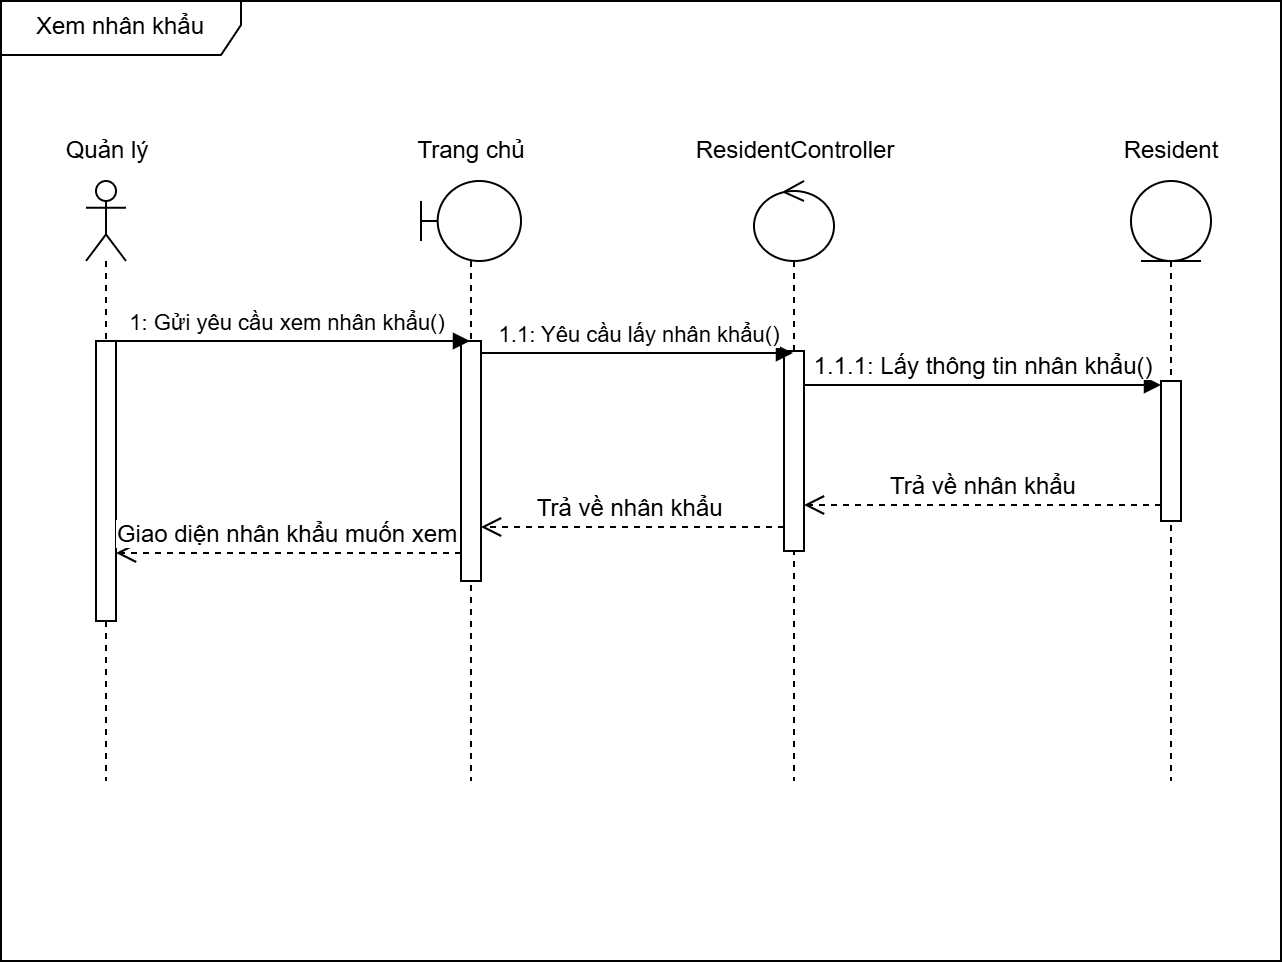 Xem nhân khẩu
Quản lý
Trang chủ
ResidentController
Resident
1: Gửi yêu cầu xem nhân khẩu()
1.1: Yêu cầu lấy nhân khẩu()
1.1.1: Lấy thông tin nhân khẩu()
Trả về nhân khẩu
Trả về nhân khẩu
Giao diện nhân khẩu muốn xem